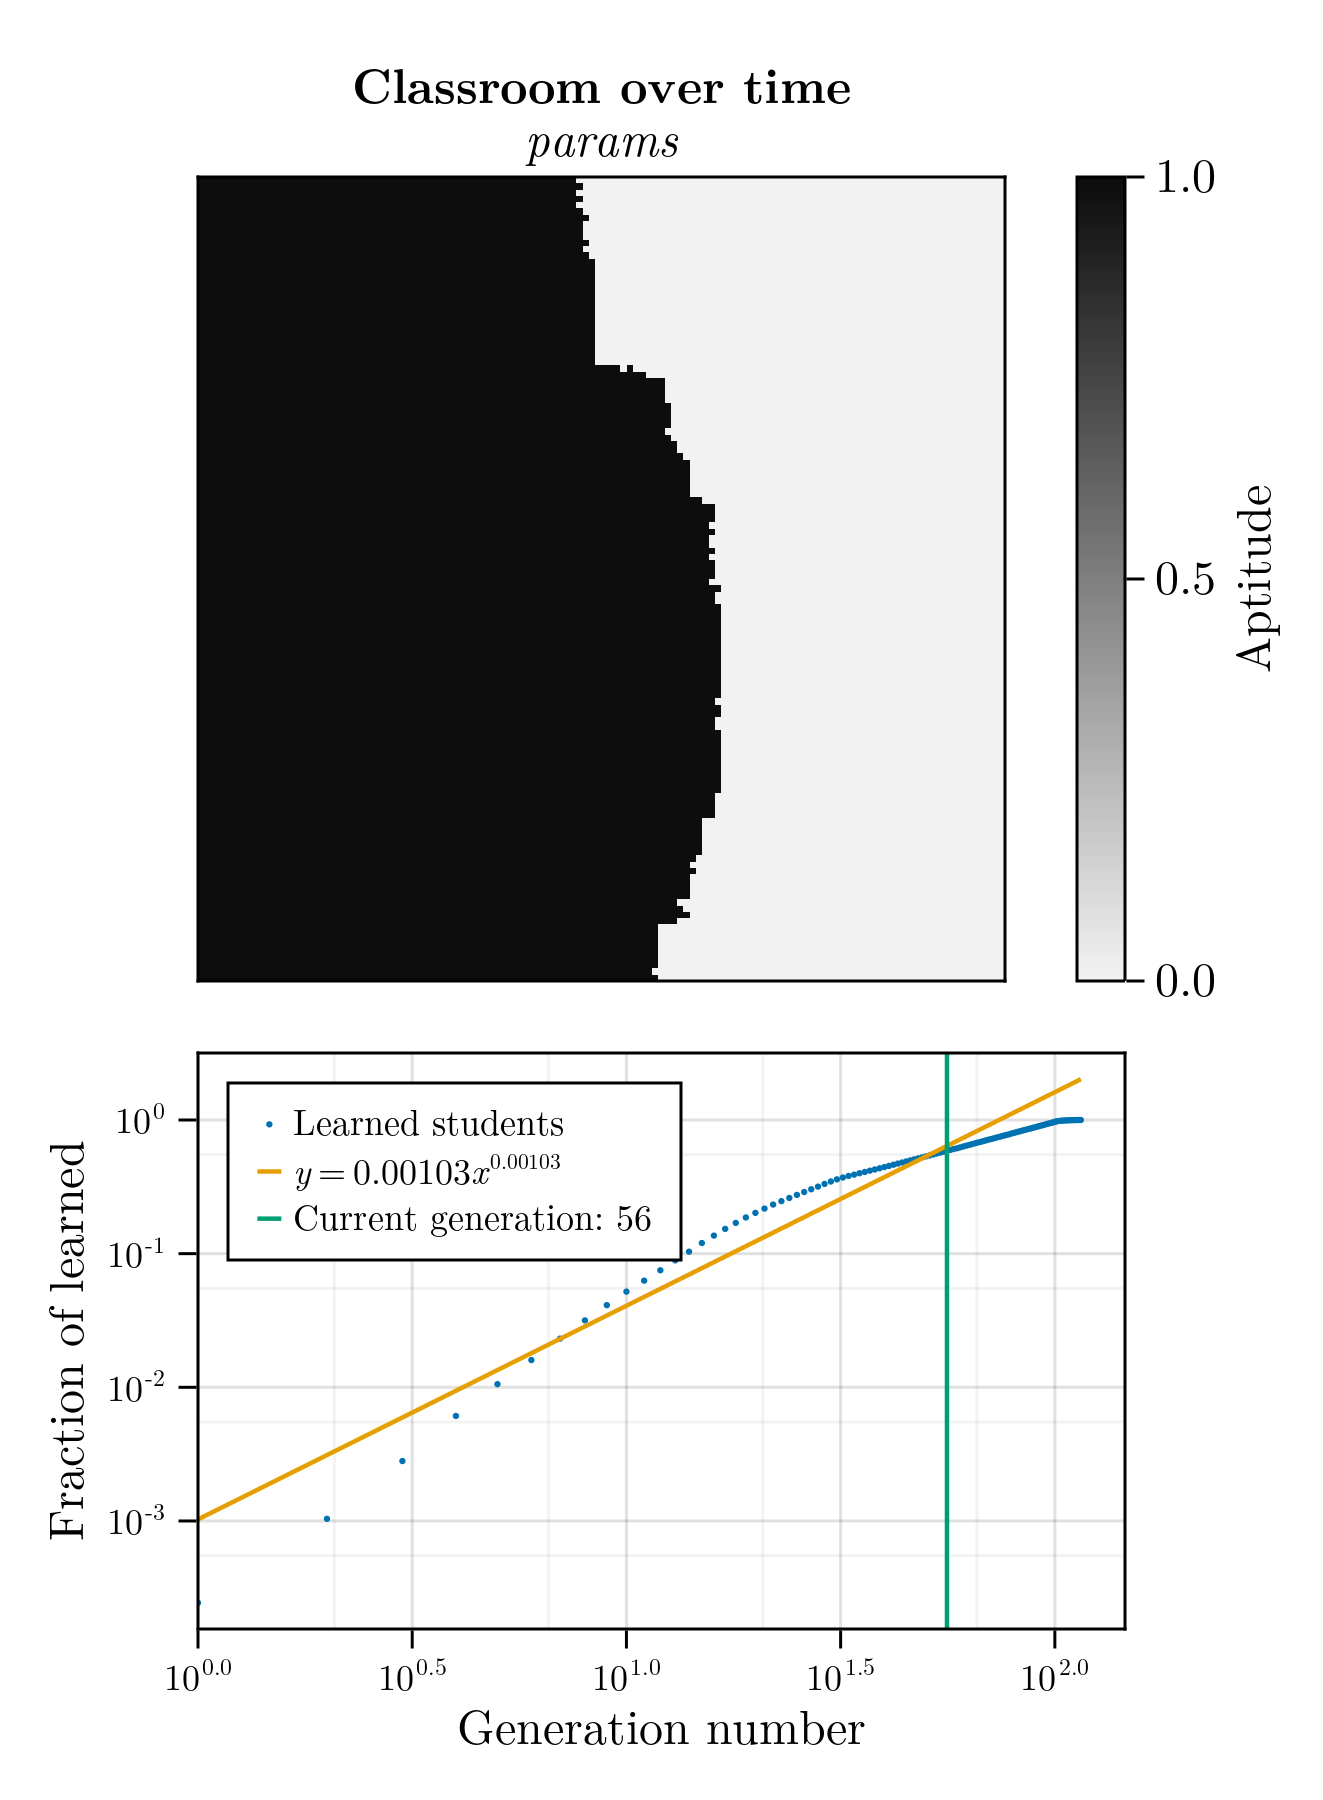 Classroom over time
params
1.0
0.5
0.0
Aptitude
Learned students
y = 0.00103x^0.00103
Current generation: 56
10^0
10^-1
10^-2
10^-3
Fraction of learned
10^0.0 10^0.5 10^1.0 10^1.5 10^2.0
Generation number